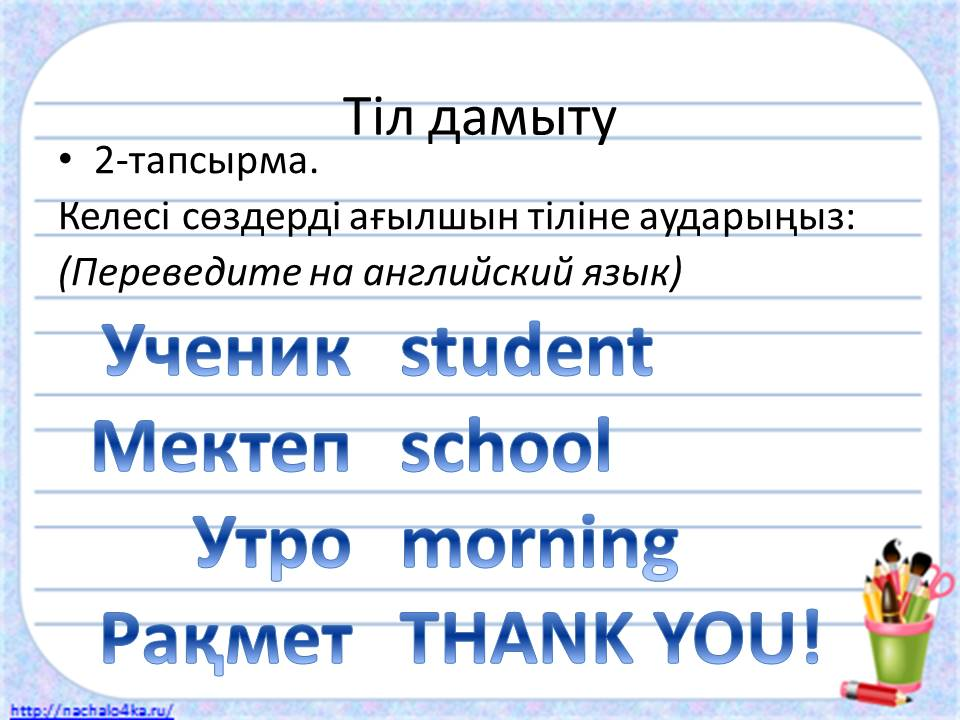 Тіл дамыту
• 2-тапсырма.
Келесі сөздерді ағылшын тіліне аударыңыз:
(Переведите на английский язык)
Ученик student
Мектеп school
Утро morning
Рақмет THANK YOU!
http://nachalo4ka.ru/